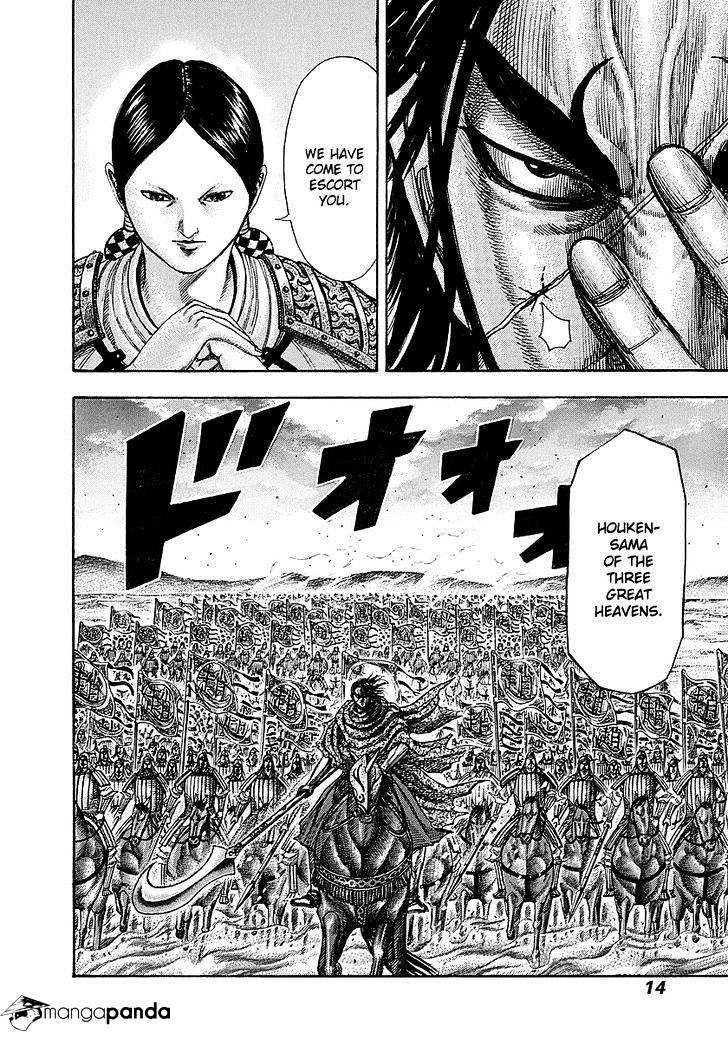 WE HAVE
COME TO
ESCORT
YOU.
ドオオオ
HOUKEN-
SAMA
OF THE
THREE
GREAT
HEAVENS.
14
mangapanda